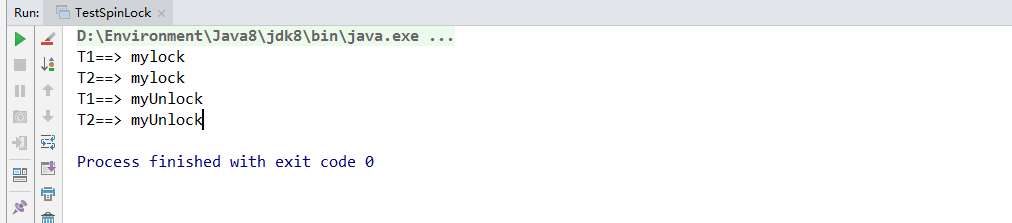 Run: TestSpinLock
D:\Environment\Java8\jdk8\bin\java.exe ...
T1==> mylock
T2==> mylock
T1==> myUnlock
T2==> myUnlock
Process finished with exit code 0